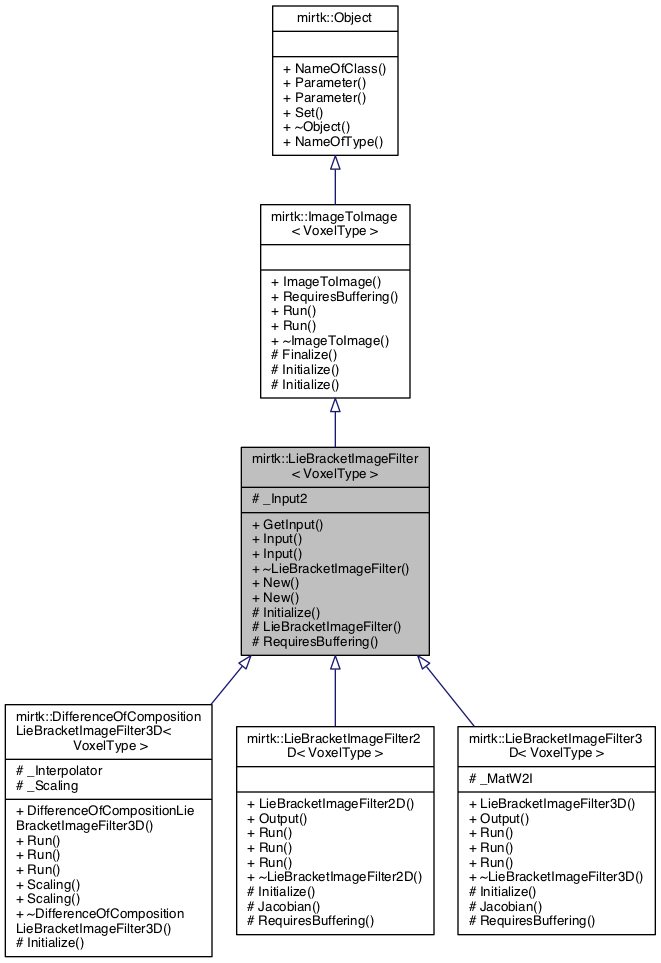 mirtk::Object
+ NameOfClass()
+ Parameter()
+ Parameter()
+ Set()
+ ~Object()
+ NameOfType()
mirtk::ImageToImage
< VoxelType >
+ ImageToImage()
+ RequiresBuffering()
+ Run()
+ Run()
+ ~ImageToImage()
# Finalize()
# Initialize()
# Initialize()
mirtk::LieBracketImageFilter
< VoxelType >
# _Input2
+ GetInput()
+ Input()
+ Input()
+ ~LieBracketImageFilter()
+ New()
+ New()
# Initialize()
# LieBracketImageFilter()
# RequiresBuffering()
mirtk::DifferenceOfComposition
LieBracketImageFilter3D<
VoxelType >
# _Interpolator
# _Scaling
+ DifferenceOfCompositionLie
BracketImageFilter3D()
+ Run()
+ Run()
+ Run()
+ Scaling()
+ Scaling()
+ ~DifferenceOfComposition
LieBracketImageFilter3D()
# Initialize()
mirtk::LieBracketImageFilter2
D< VoxelType >
+ LieBracketImageFilter2D()
+ Output()
+ Run()
+ Run()
+ Run()
+ ~LieBracketImageFilter2D()
# Initialize()
# Jacobian()
# RequiresBuffering()
mirtk::LieBracketImageFilter3
D< VoxelType >
# _MatW2I
+ LieBracketImageFilter3D()
+ Output()
+ Run()
+ Run()
+ Run()
+ ~LieBracketImageFilter3D()
# Initialize()
# Jacobian()
# RequiresBuffering()